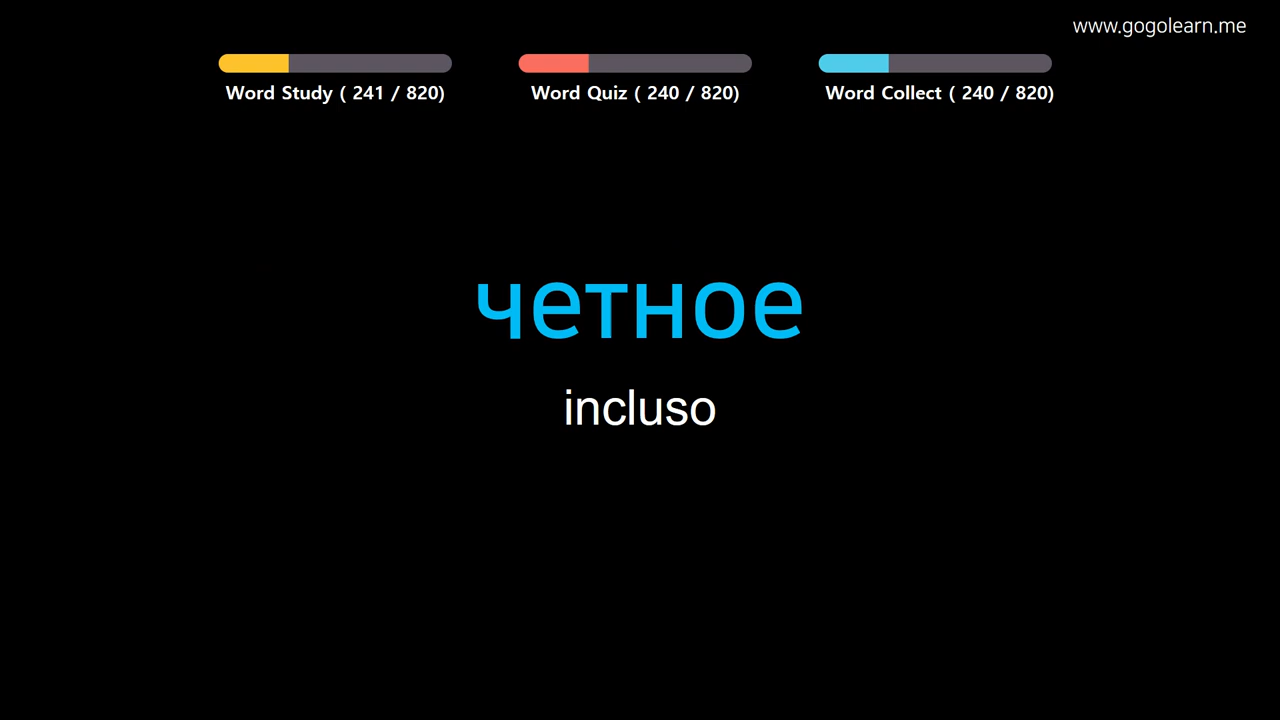 www.gogolearn.me
Word Study ( 241 / 820)
Word Quiz ( 240 / 820)
Word Collect ( 240 / 820)
четное
incluso